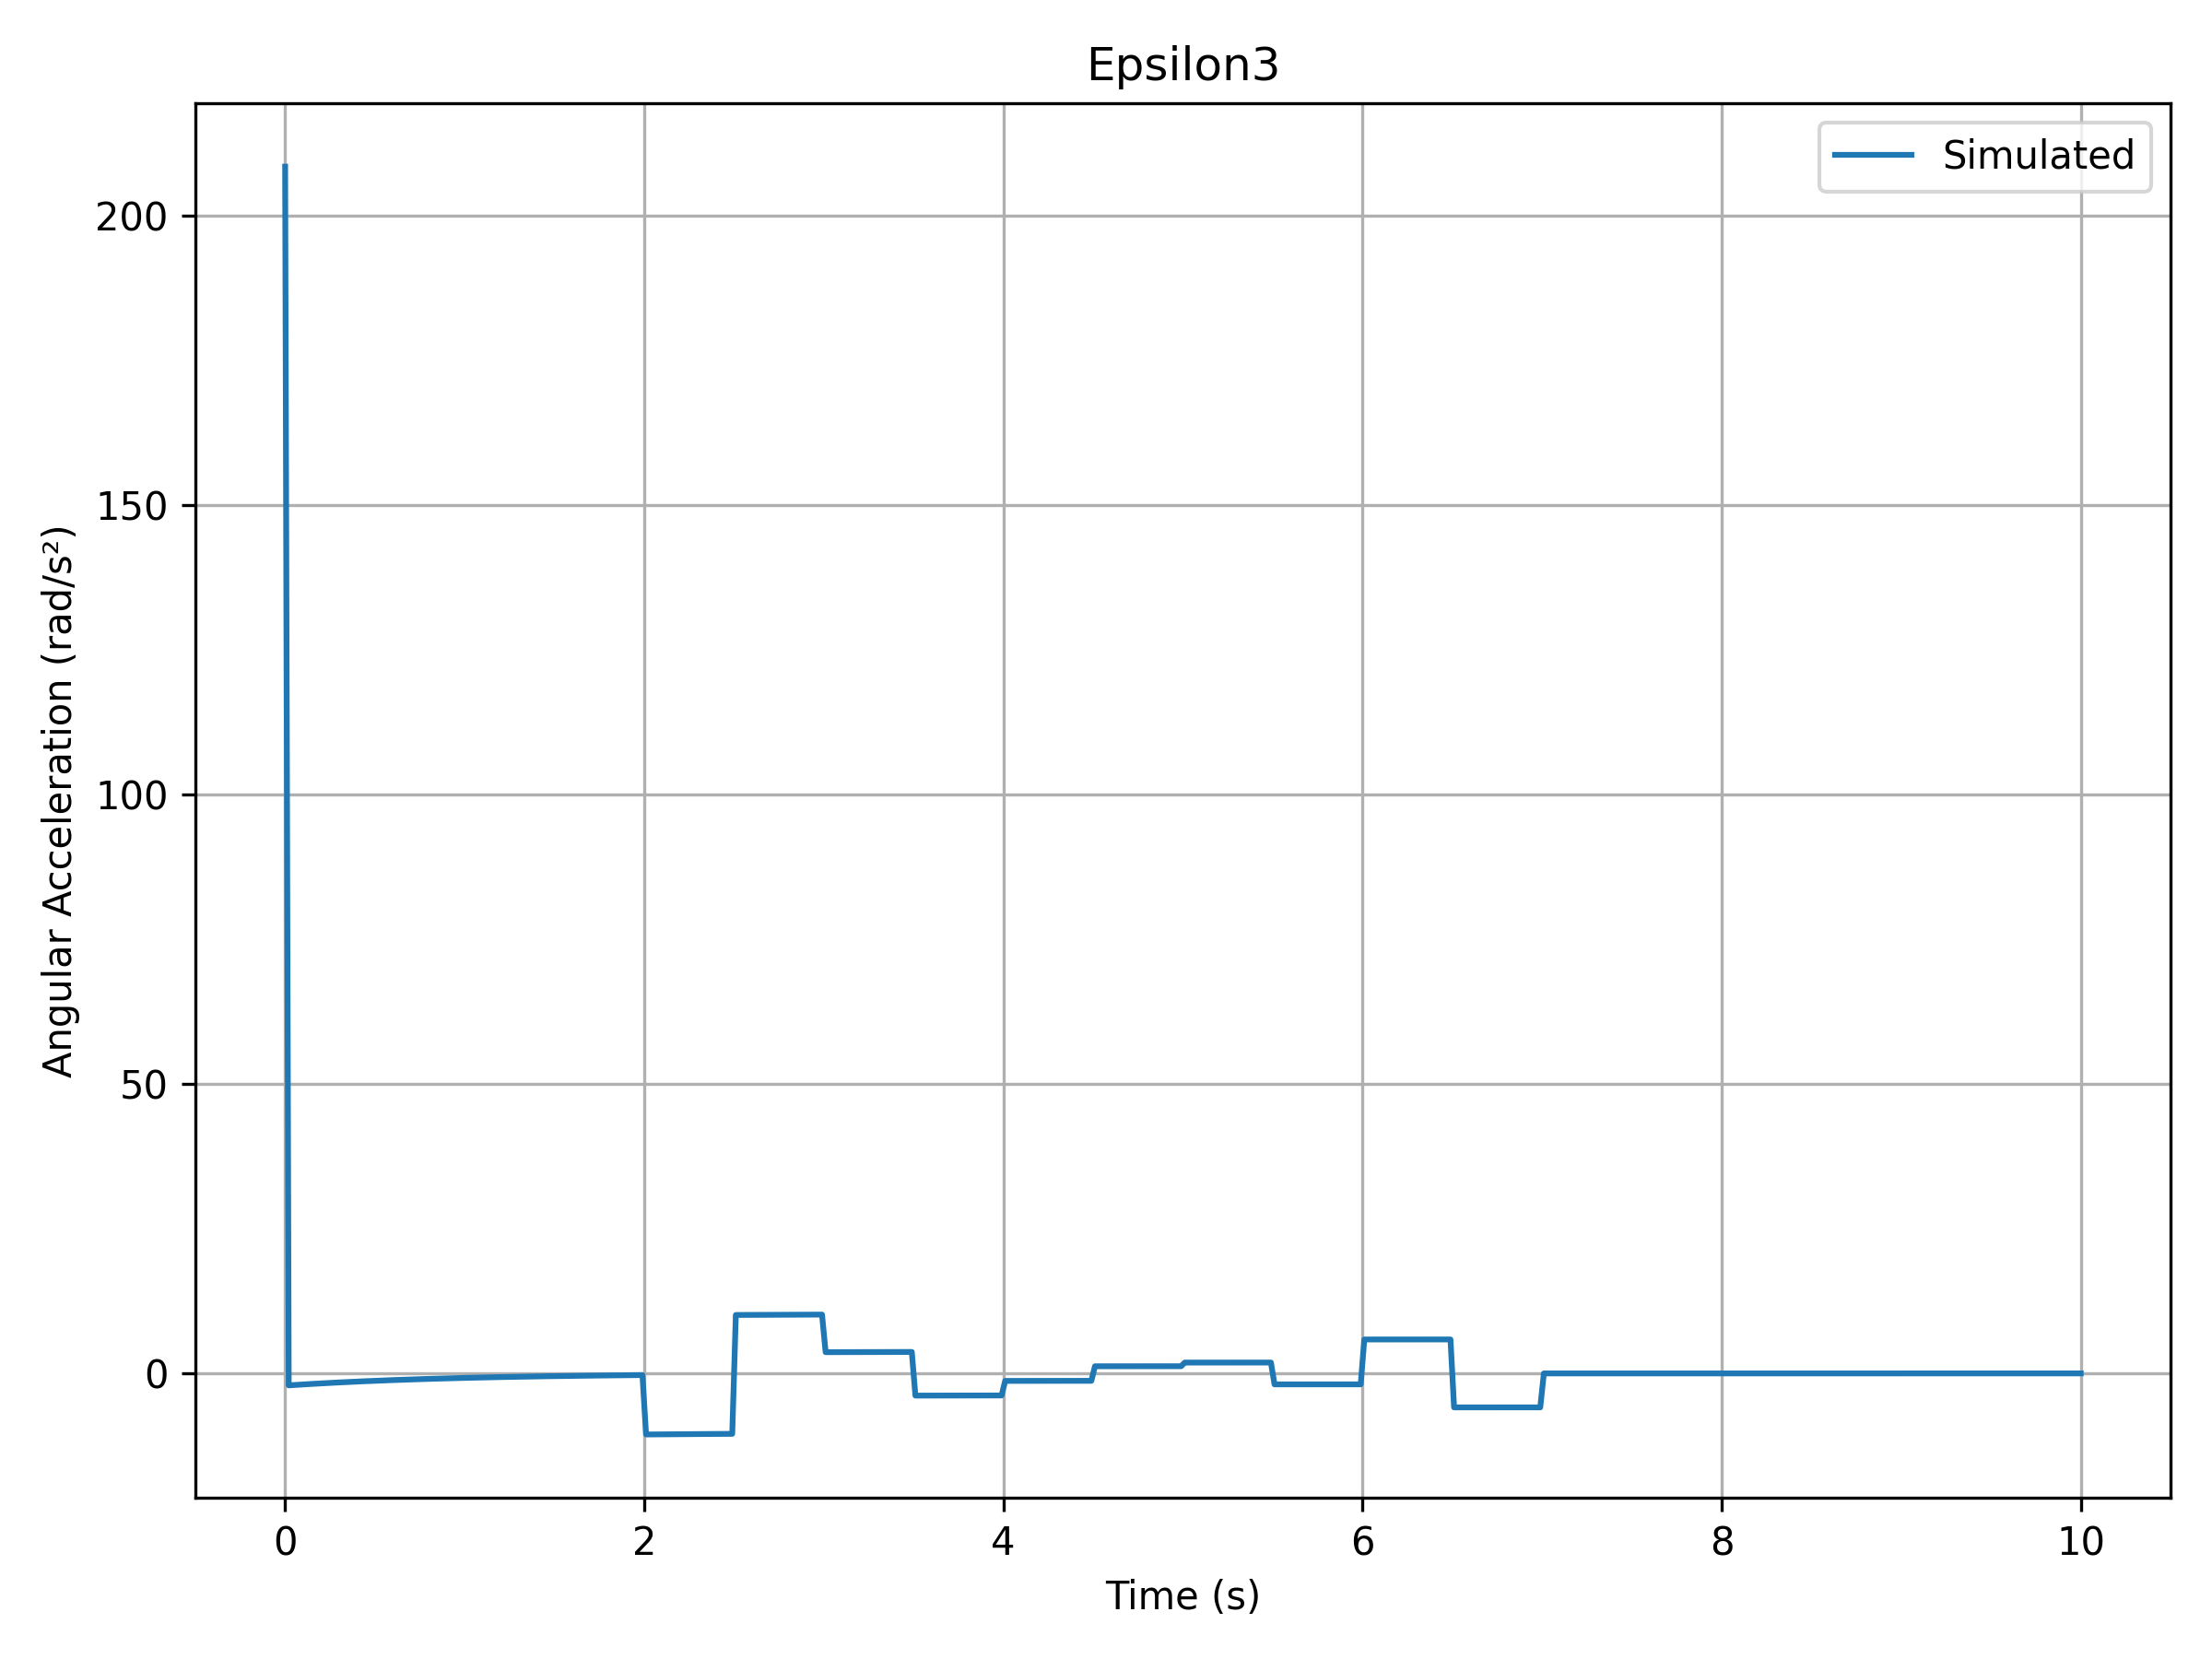 Epsilon3
Simulated
Angular Acceleration (rad/s²)
200
150
100
50
0
0 2 4 6 8 10
Time (s)